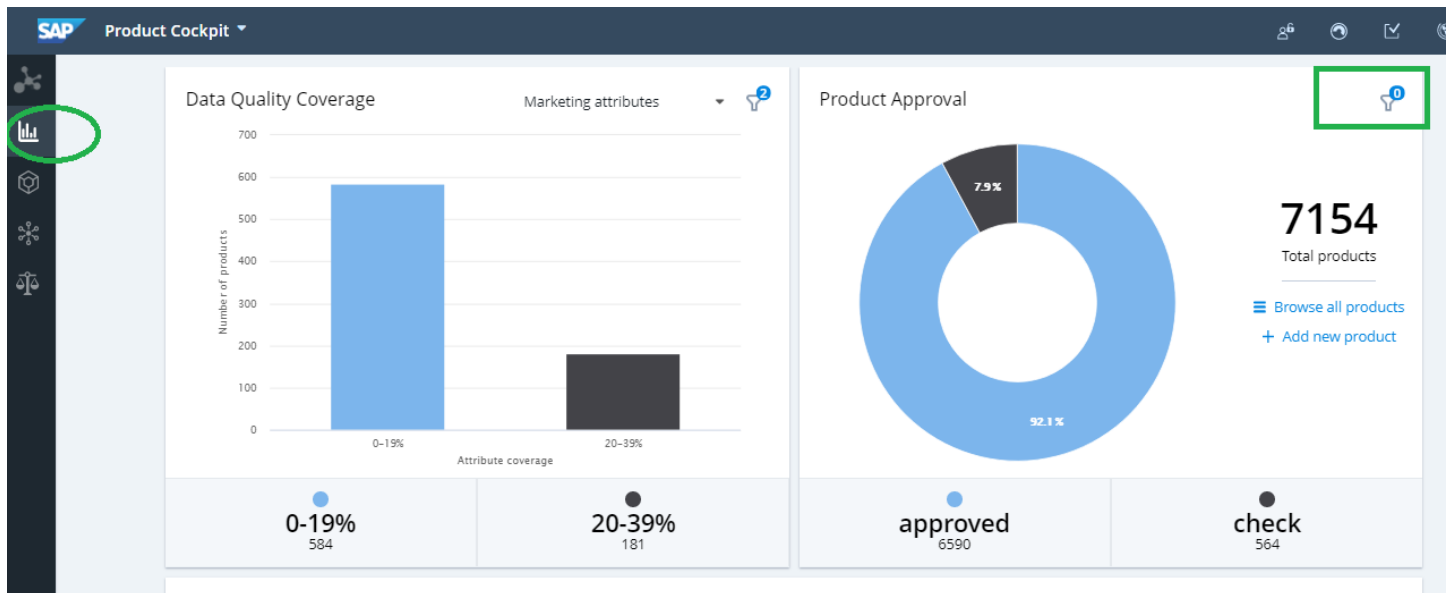 SAP Product Cockpit
6
Data Quality Coverage
Marketing attributes
2
700
600
500
400
300
200
100
0
Number of products
0-19%
20-39%
Attribute coverage
0-19%
584
20-39%
181
Product Approval
0
7.9%
92.1%
7154
Total products
Browse all products
+ Add new product
approved
6590
check
564